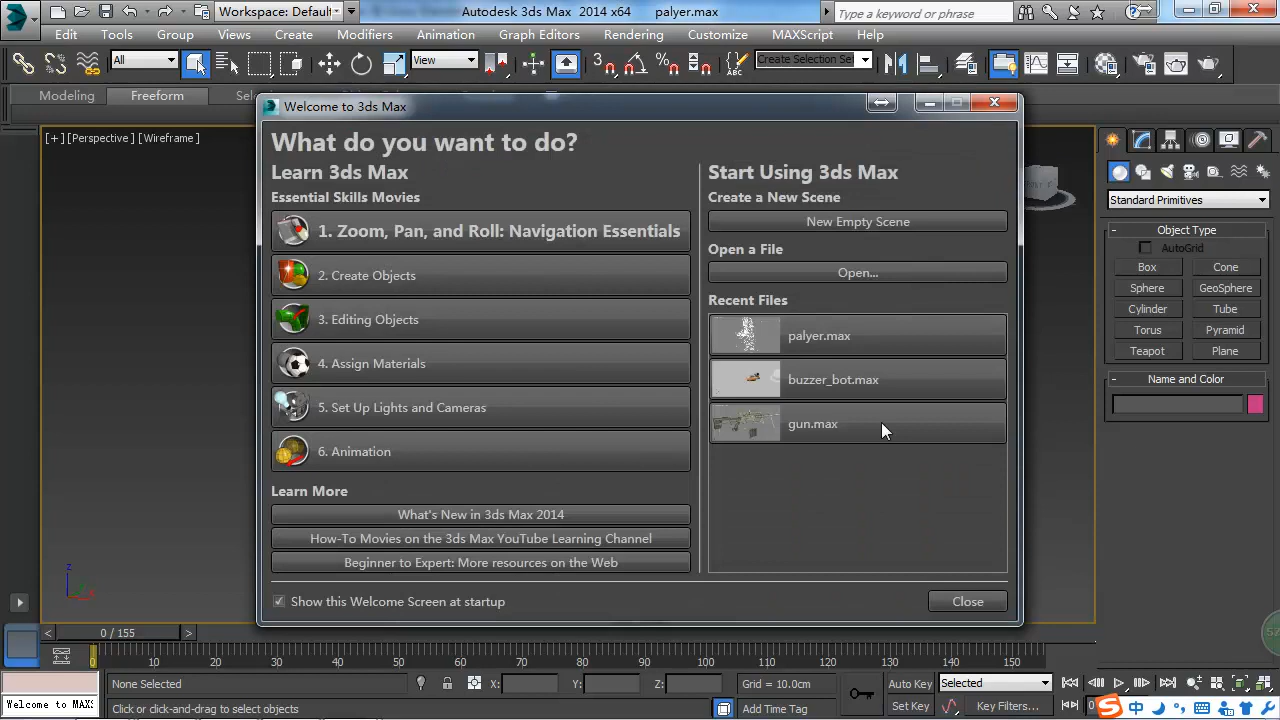 Workspace: Default
Autodesk 3ds Max 2014 x64 palyer.max
Type a keyword or phrase
Edit Tools Group Views Create Modifiers Animation Graph Editors Rendering Customize MAXScript Help
All
View
3
Create Selection Set
Modeling Freeform
Welcome to 3ds Max
[+] [Perceptive] [Wireframe]
What do you want to do?
Learn 3ds Max
Essential Skills Movies
1. Zoom, Pan, and Roll: Navigation Essentials
2. Create Objects
3. Editing Objects
4. Assign Materials
5. Set Up Lights and Cameras
6. Animation
Learn More
What's New in 3ds Max 2014
How-To Movies on the 3ds Max YouTube Learning Channel
Beginner to Expert: More resources on the Web
Show this Welcome Screen at startup
Start Using 3ds Max
Create a New Scene
New Empty Scene
Open a File
Open...
Recent Files
palyer.max
buzzer_bot.max
gun.max
Close
Standard Primitives
- Object Type
AutoGrid
Box Cone
Sphere GeoSphere
Cylinder Tube
Torus Pyramid
Teapot Plane
- Name and Color
z
x
< 0 / 155 >
0 10 20 30 40 50 60 70 80 90 100 110 120 130 140 150
None Selected
X: Y: Z:
Grid = 10.0cm
Auto Key Selected
Welcome to MAX:
Click or click-and-drag to select objects
Add Time Tag
Set Key Key Filters...
中